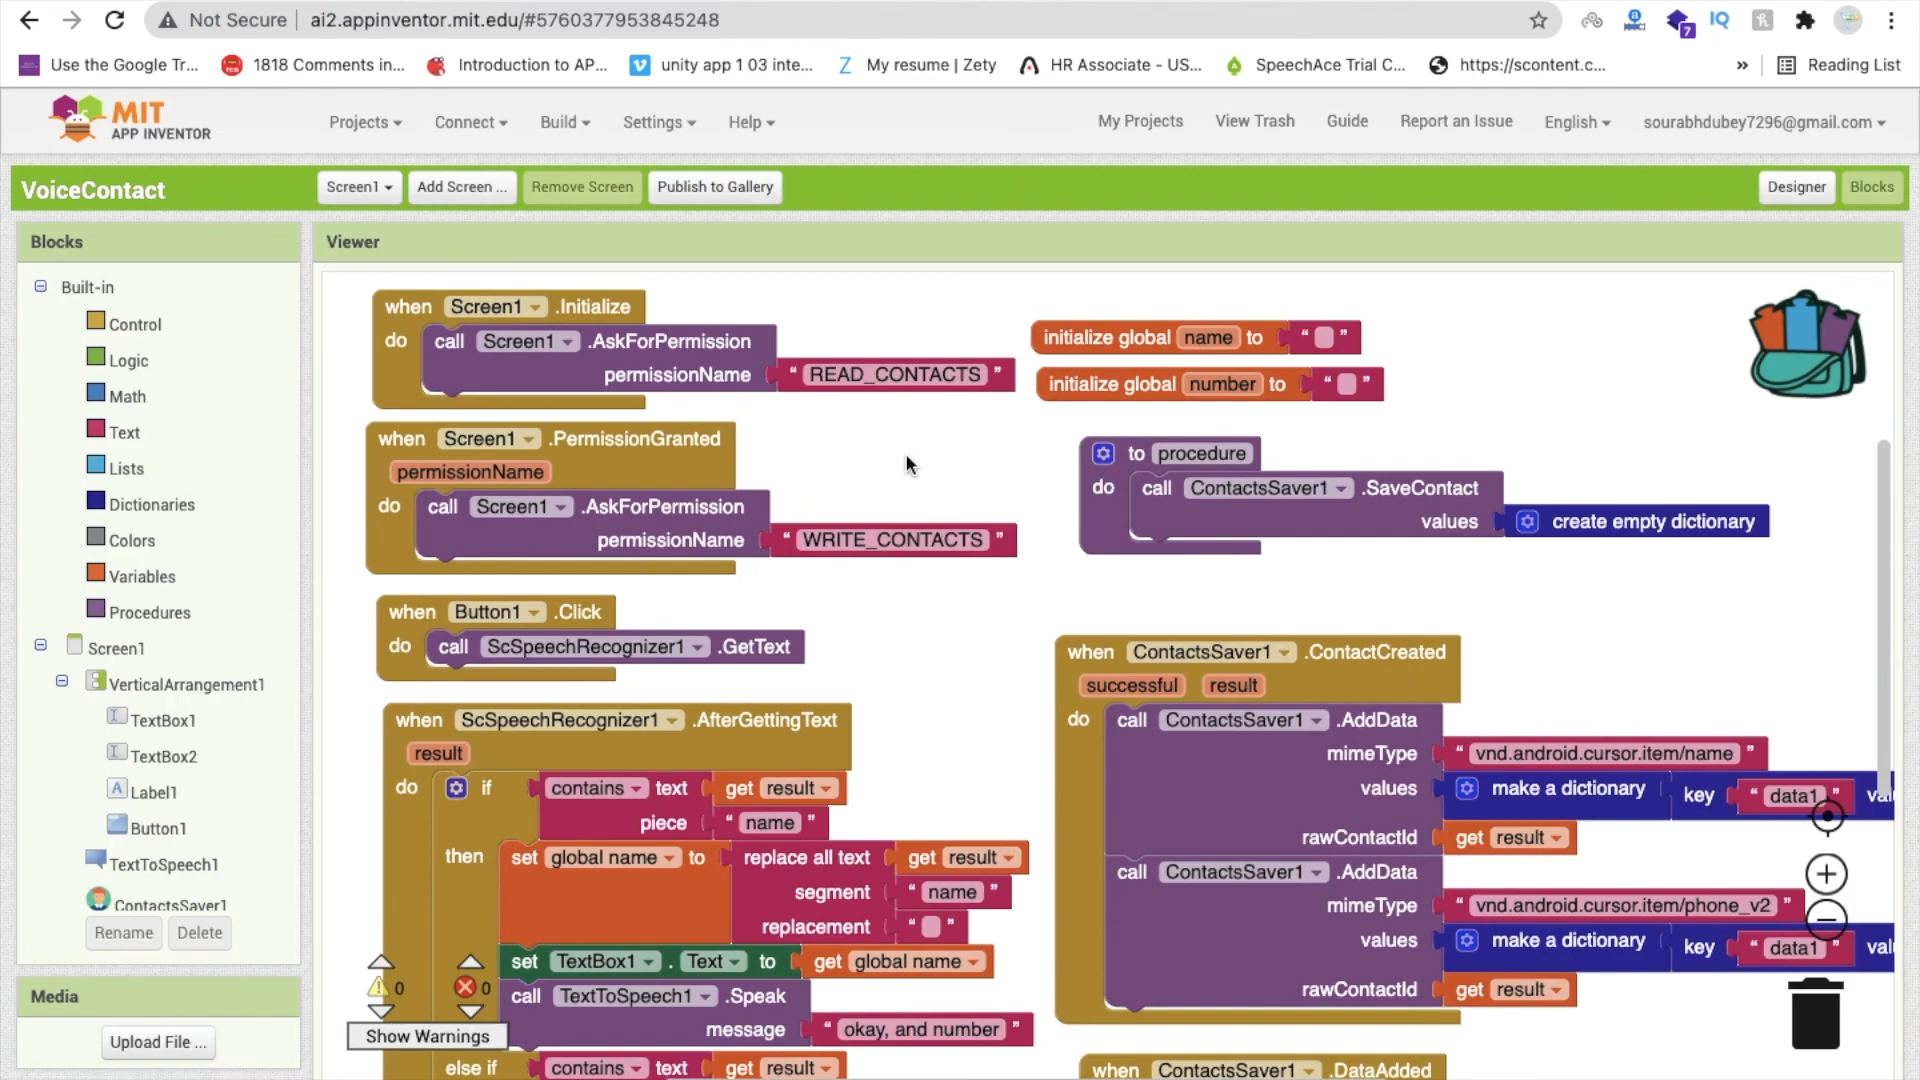 Not Secure | ai2.appinventor.mit.edu/#5760377953845248
7
IQ
Use the Google Tr...
1818 Comments in...
Introduction to AP...
unity app 1 03 inte...
My resume | Zety
HR Associate - US...
SpeechAce Trial C...
https://scontent.c...
»
Reading List
MIT
APP INVENTOR
Projects
Connect
Build
Settings
Help
My Projects
View Trash
Guide
Report an Issue
English
sourabhdubey7296@gmail.com
VoiceContact
Screen1
Add Screen ...
Remove Screen
Publish to Gallery
Designer
Blocks
Blocks
Built-in
Control
Logic
Math
Text
Lists
Dictionaries
Colors
Variables
Procedures
Screen1
VerticalArrangement1
TextBox1
TextBox2
Label1
Button1
TextToSpeech1
ContactsSaver1
Rename
Delete
Media
Upload File ...
Viewer
when Screen1 .Initialize
do call Screen1 .AskForPermission
permissionName “ READ_CONTACTS ”
when Screen1 .PermissionGranted
permissionName
do call Screen1 .AskForPermission
permissionName “ WRITE_CONTACTS ”
when Button1 .Click
do call ScSpeechRecognizer1 .GetText
when ScSpeechRecognizer1 .AfterGettingText
result
do if contains text get result
piece “ name ”
then set global name to replace all text get result
segment “ name ”
replacement “ ”
set TextBox1 . Text to get global name
call TextToSpeech1 .Speak
message “ okay, and number ”
else if contains text get result
0
0
Show Warnings
initialize global name to “ ”
initialize global number to “ ”
to procedure
do call ContactsSaver1 .SaveContact
values create empty dictionary
when ContactsSaver1 .ContactCreated
successful result
do call ContactsSaver1 .AddData
mimeType “ vnd.android.cursor.item/name ”
values make a dictionary key “ data1 ”
rawContactId get result
call ContactsSaver1 .AddData
mimeType “ vnd.android.cursor.item/phone_v2 ”
values make a dictionary key “ data1 ”
rawContactId get result
when ContactsSaver1 .DataAdded